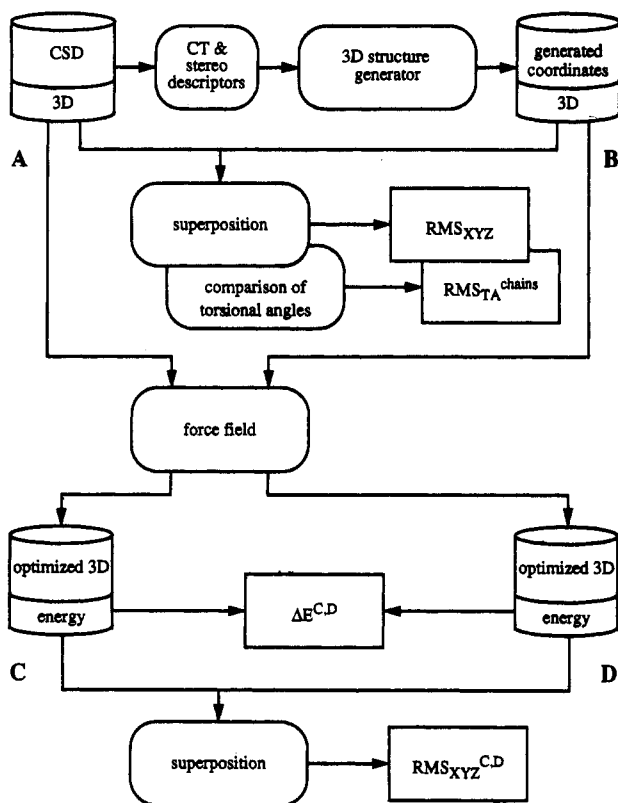 CSD
3D
CT &
stereo
descriptors
3D structure
generator
generated
coordinates
3D
A
B
superposition
RMS_XYZ
comparison of
torsional angles
RMS_TA^chains
force field
optimized 3D
energy
optimized 3D
energy
ΔE^C,D
C
D
superposition
RMS_XYZ^C,D